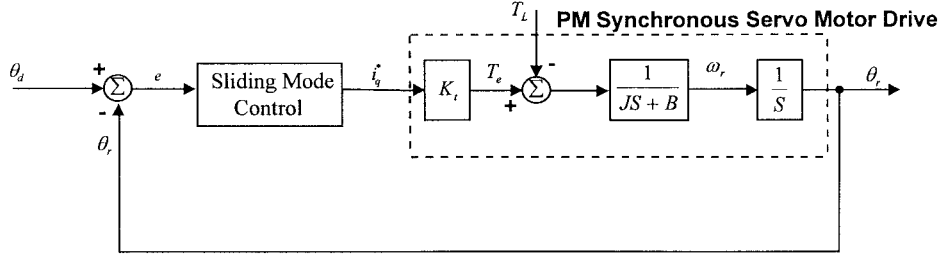 T_L
PM Synchronous Servo Motor Drive
θ_d
+
Σ
-
e
Sliding Mode
Control
i_q^*
K_t
T_e
+
Σ
-
1
JS + B
ω_r
1
S
θ_r
θ_r